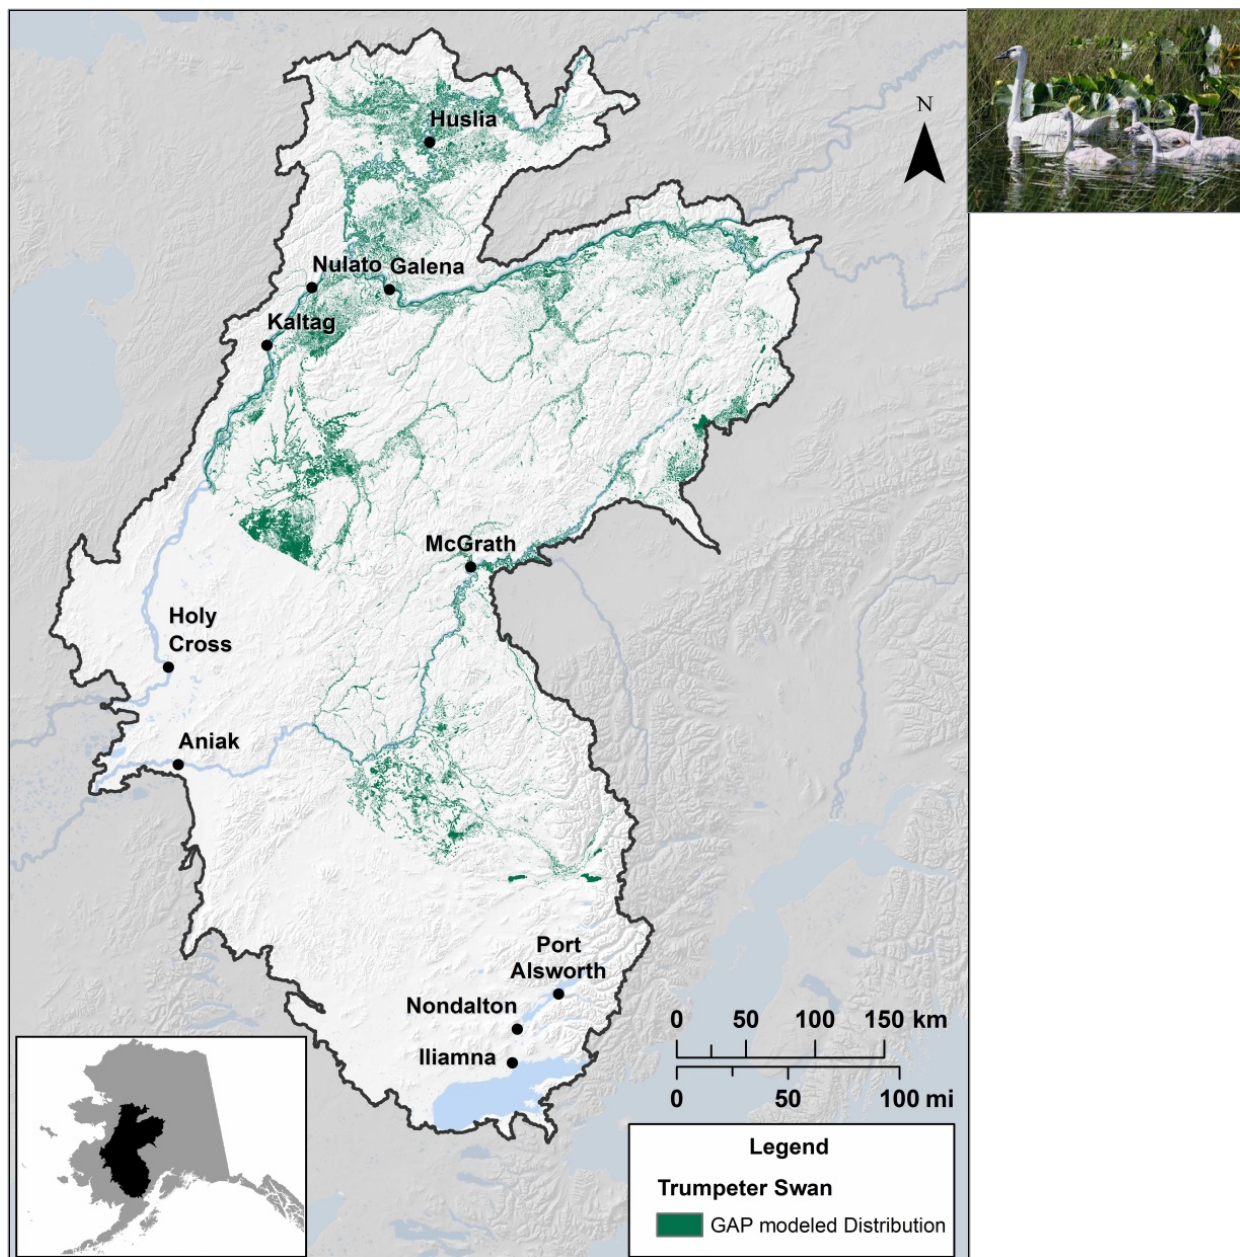 N
Huslia
Nulato
Galena
Kaltag
McGrath
Holy
Cross
Aniak
Port
Alsworth
Nondalton
Iliamna
0 50 100 150 km
0 50 100 mi
Legend
Trumpeter Swan
GAP modeled Distribution